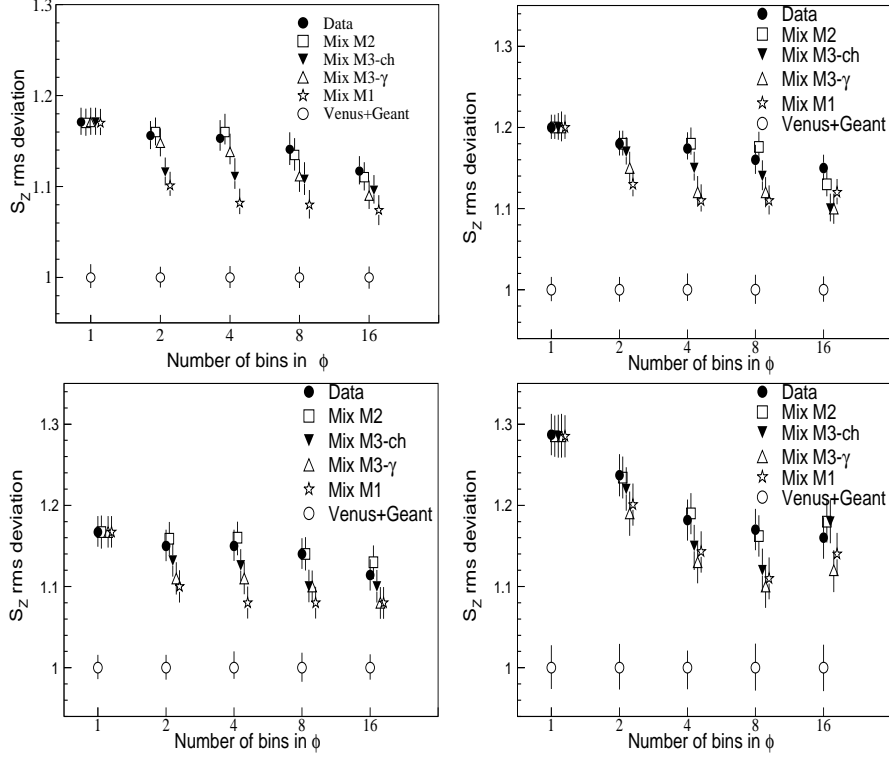 1.3
1.2
1.1
1
S_Z rms deviation
Data
Mix M2
Mix M3-ch
Mix M3-γ
Mix M1
Venus+Geant
1 2 4 8 16
Number of bins in ϕ
1.3
1.2
1.1
1
S_Z rms deviation
Data
Mix M2
Mix M3-ch
Mix M3-γ
Mix M1
Venus+Geant
1 2 4 8 16
Number of bins in ϕ
1.3
1.2
1.1
1
S_Z rms deviation
Data
Mix M2
Mix M3-ch
Mix M3-γ
Mix M1
Venus+Geant
1 2 4 8 16
Number of bins in ϕ
1.3
1.2
1.1
1
S_Z rms deviation
Data
Mix M2
Mix M3-ch
Mix M3-γ
Mix M1
Venus+Geant
1 2 4 8 16
Number of bins in ϕ